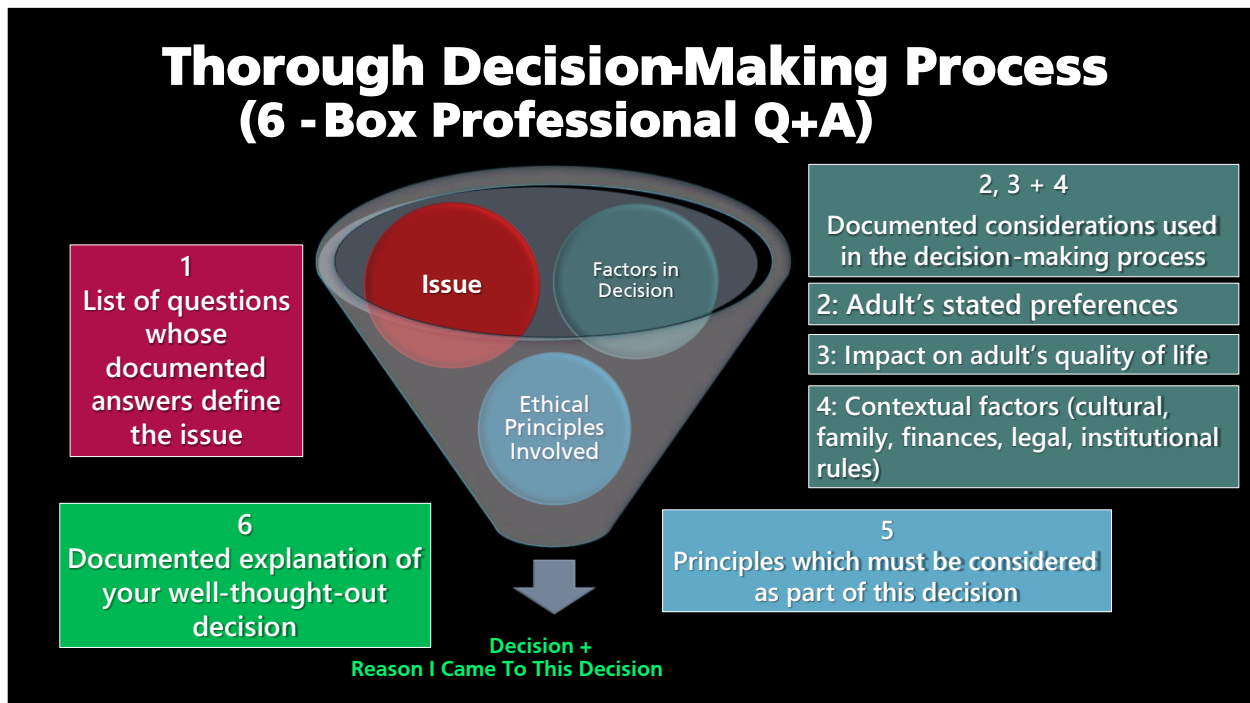 Thorough Decision-Making Process
(6 - Box Professional Q+A)
1
List of questions
whose
documented
answers define
the issue
Issue
Factors in
Decision
Ethical
Principles
Involved
2, 3 + 4
Documented considerations used
in the decision-making process
2: Adult’s stated preferences
3: Impact on adult’s quality of life
4: Contextual factors (cultural,
family, finances, legal, institutional
rules)
5
Principles which must be considered
as part of this decision
6
Documented explanation of
your well-thought-out
decision
Decision +
Reason I Came To This Decision